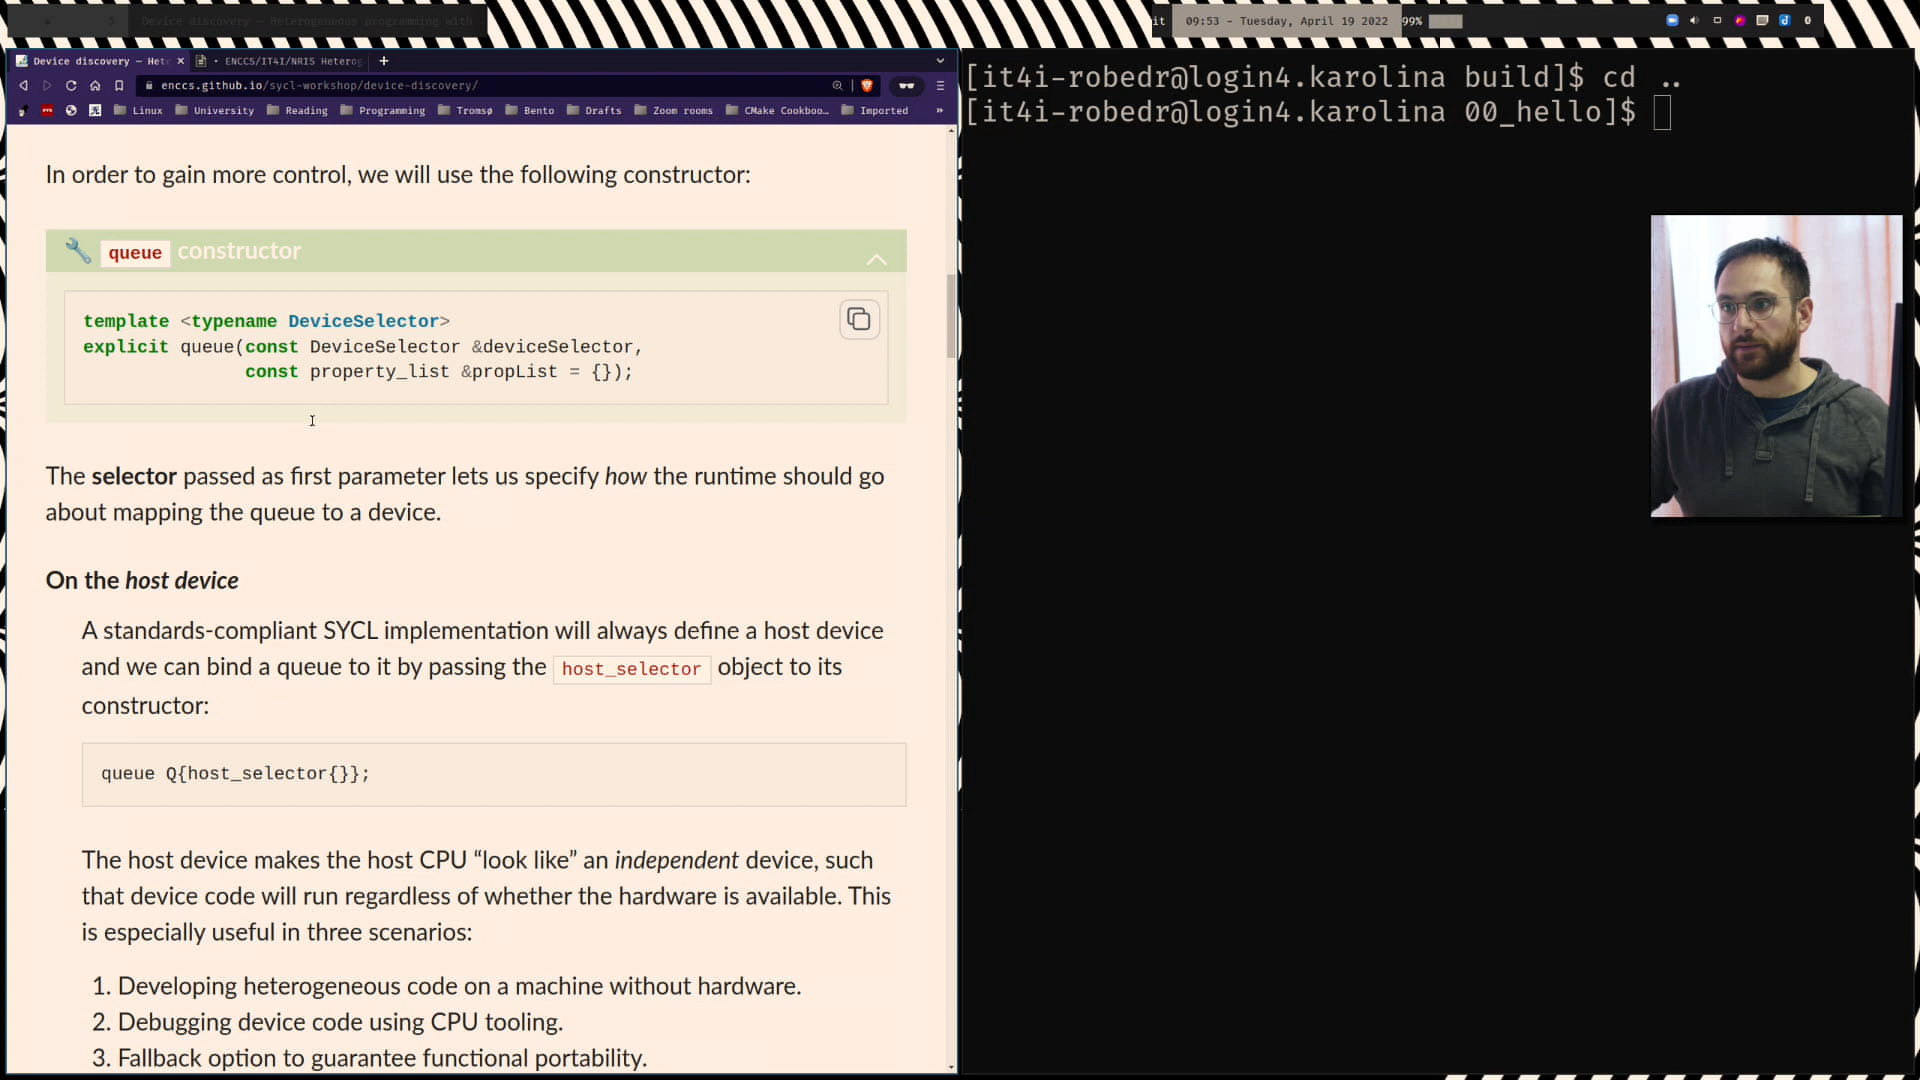 Device discovery — Heterogeneous programming with
it 09:53 – Tuesday, April 19 2022 99%
Device discovery — Hete
• ENCCS/IT4I/NRIS Heterog
enccs.github.io/sycl-workshop/device-discovery/
Linux University Reading Programming Tromsø Bento Drafts Zoom rooms CMake Cookboo… Imported »
In order to gain more control, we will use the following constructor:
queue constructor
template <typename DeviceSelector>
explicit queue(const DeviceSelector &deviceSelector,
const property_list &propList = {});
The selector passed as first parameter lets us specify how the runtime should go
about mapping the queue to a device.
On the host device
A standards-compliant SYCL implementation will always define a host device
and we can bind a queue to it by passing the host_selector object to its
constructor:
queue Q{host_selector{}};
The host device makes the host CPU “look like” an independent device, such
that device code will run regardless of whether the hardware is available. This
is especially useful in three scenarios:
1. Developing heterogeneous code on a machine without hardware.
2. Debugging device code using CPU tooling.
3. Fallback option to guarantee functional portability.
[it4i-robedr@login4.karolina build]$ cd ..
[it4i-robedr@login4.karolina 00_hello]$